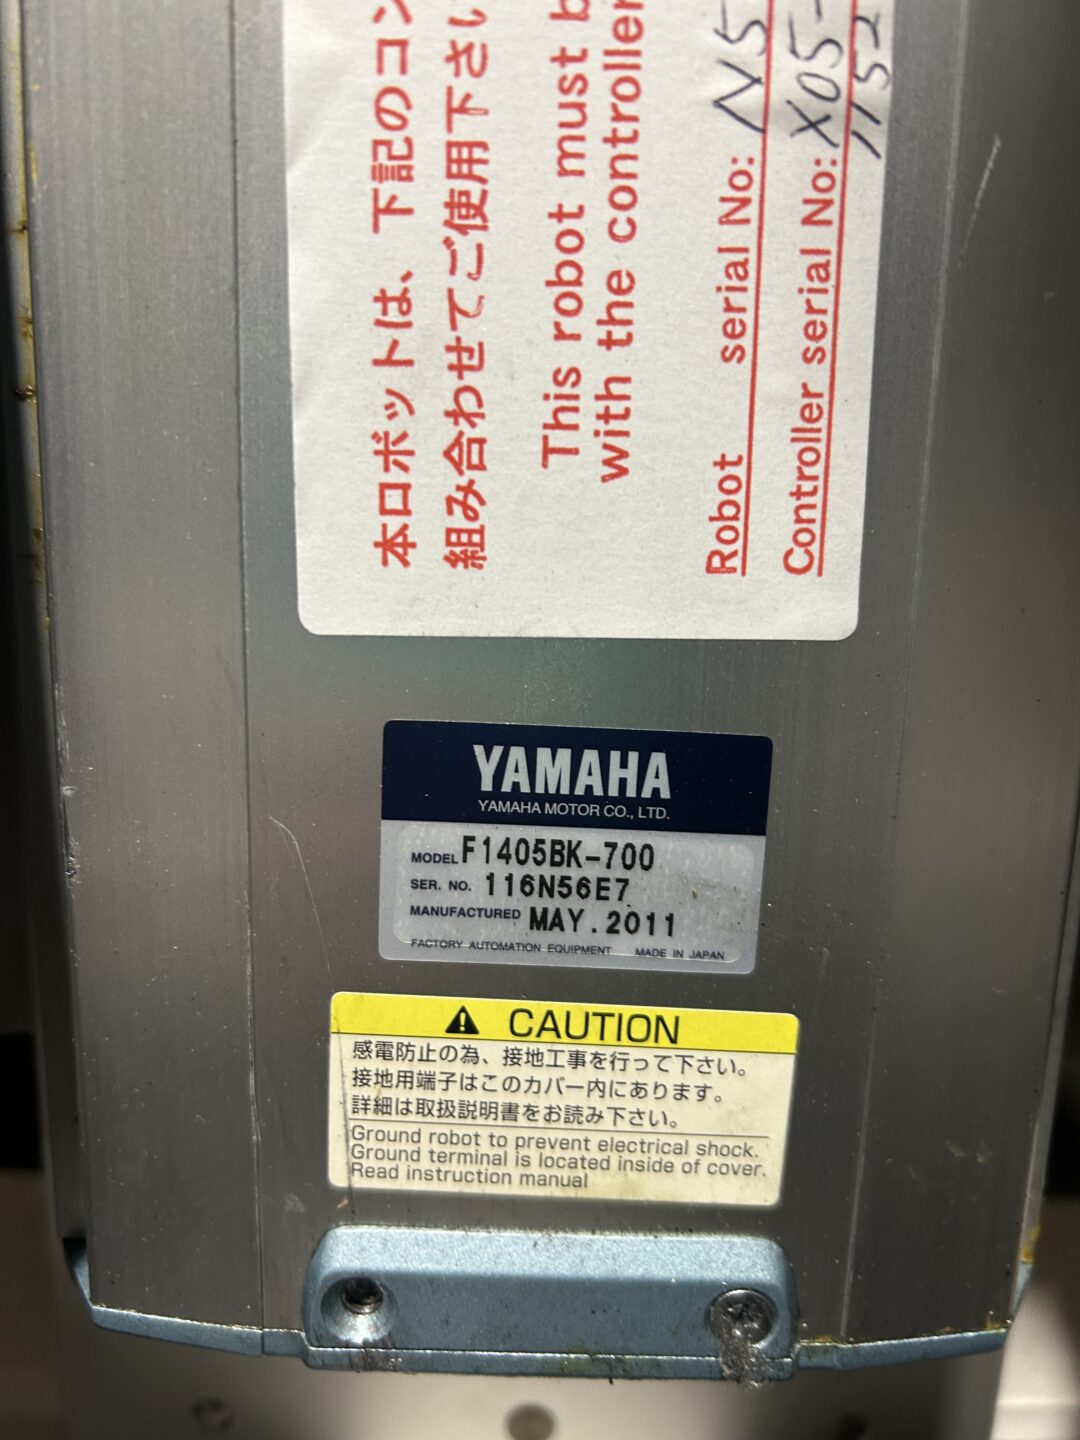 本ロボットは、下記のコン
組み合わせてご使用下さい
This robot must b
with the controller
Robot serial No: N5
Controller serial No: X05-
1152
YAMAHA
YAMAHA MOTOR CO., LTD.
MODEL F1405BK-700
SER. NO. 116N56E7
MANUFACTURED MAY. 2011
FACTORY AUTOMATION EQUIPMENT MADE IN JAPAN
CAUTION
感電防止の為、接地工事を行って下さい。
接地用端子はこのカバー内にあります。
詳細は取扱説明書をお読み下さい。
Ground robot to prevent electrical shock.
Ground terminal is located inside of cover.
Read instruction manual